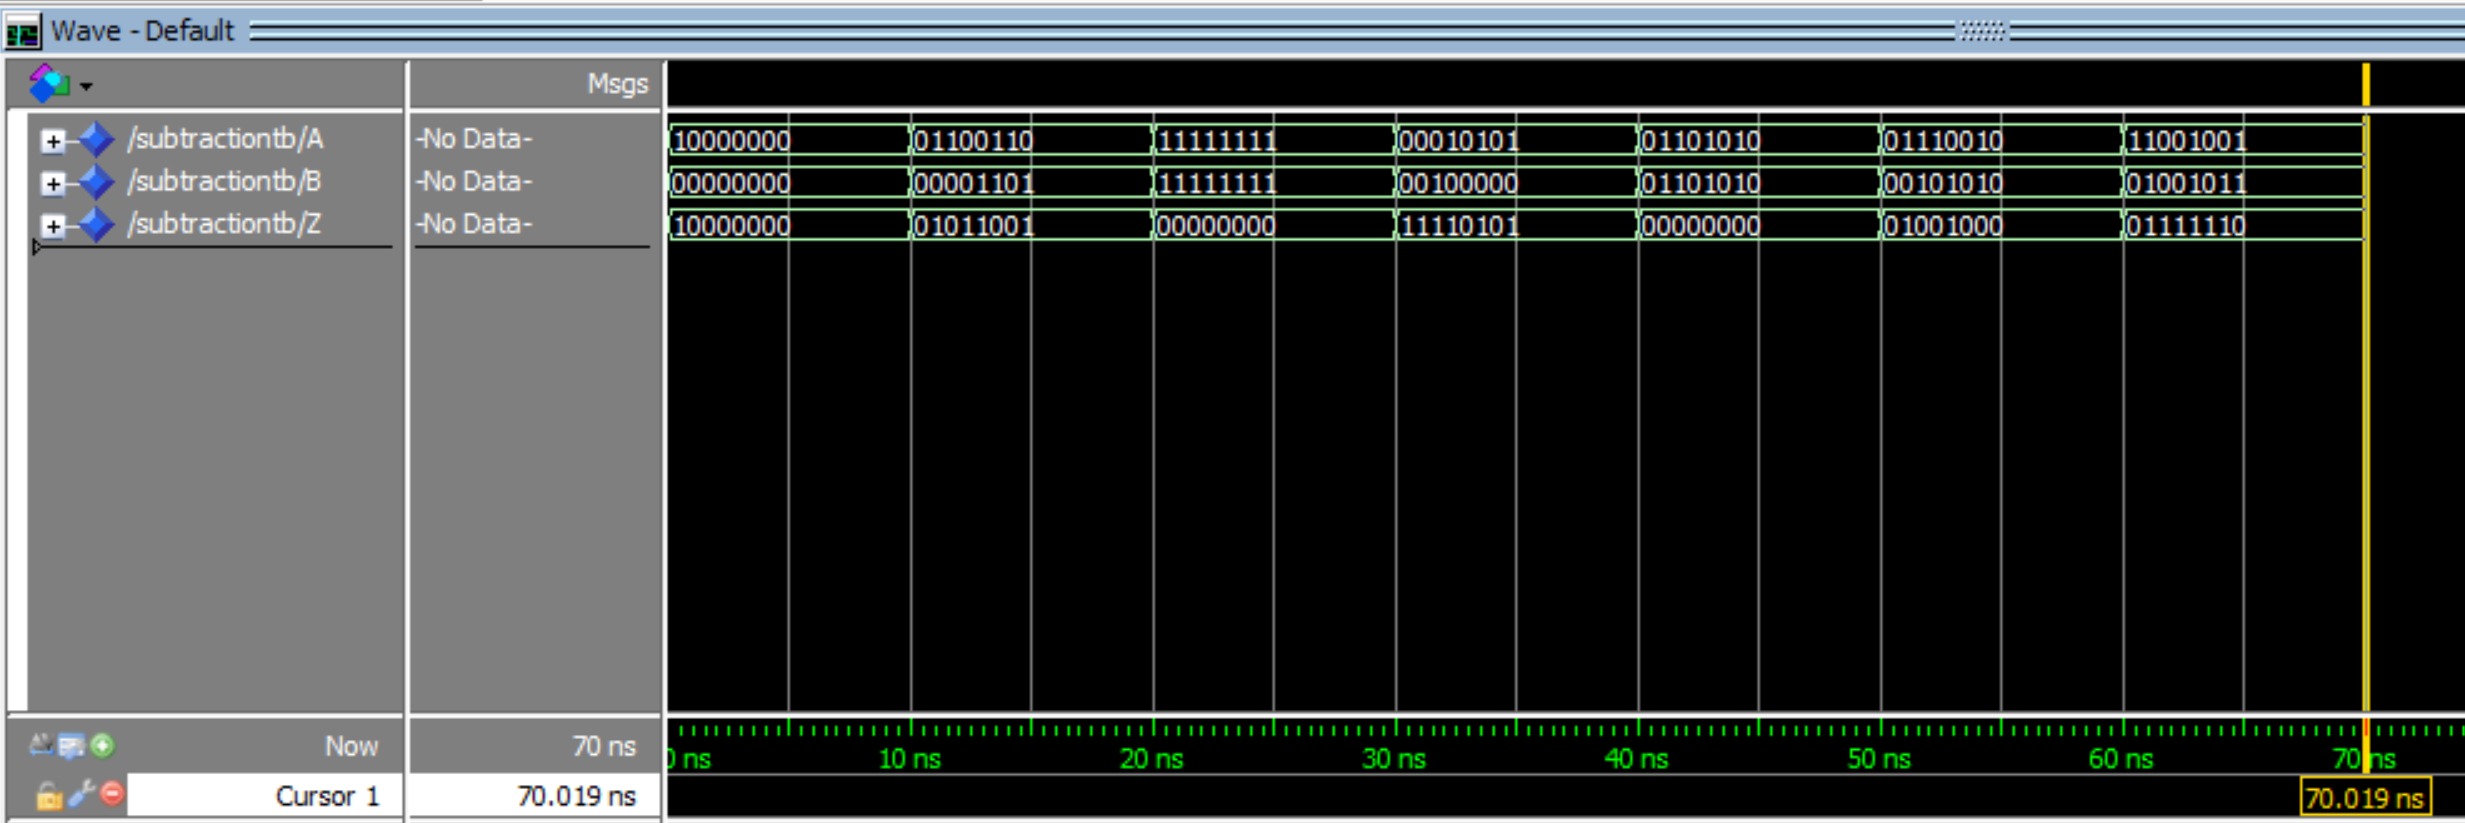 Wave - Default
Msgs
/subtractiontb/A -No Data- 10000000 01100110 11111111 00010101 01101010 01110010 11001001
/subtractiontb/B -No Data- 00000000 00001101 11111111 00100000 01101010 00101010 01001011
/subtractiontb/Z -No Data- 10000000 01011001 00000000 11110101 00000000 01001000 01111110
Now 70 ns 0 ns 10 ns 20 ns 30 ns 40 ns 50 ns 60 ns 70 ns
Cursor 1 70.019 ns 70.019 ns